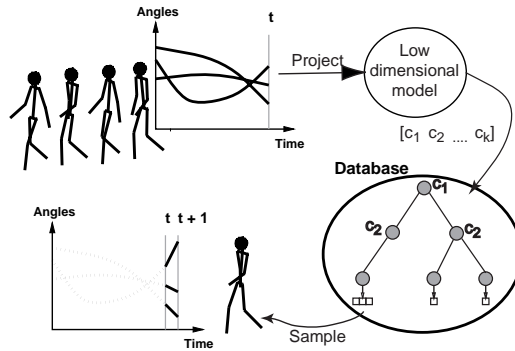 Angles
t
Project
Low
dimensional
model
Time
[c1 c2 .... ck]
Database
c1
c2
c2
Angles
t t + 1
Time
Sample